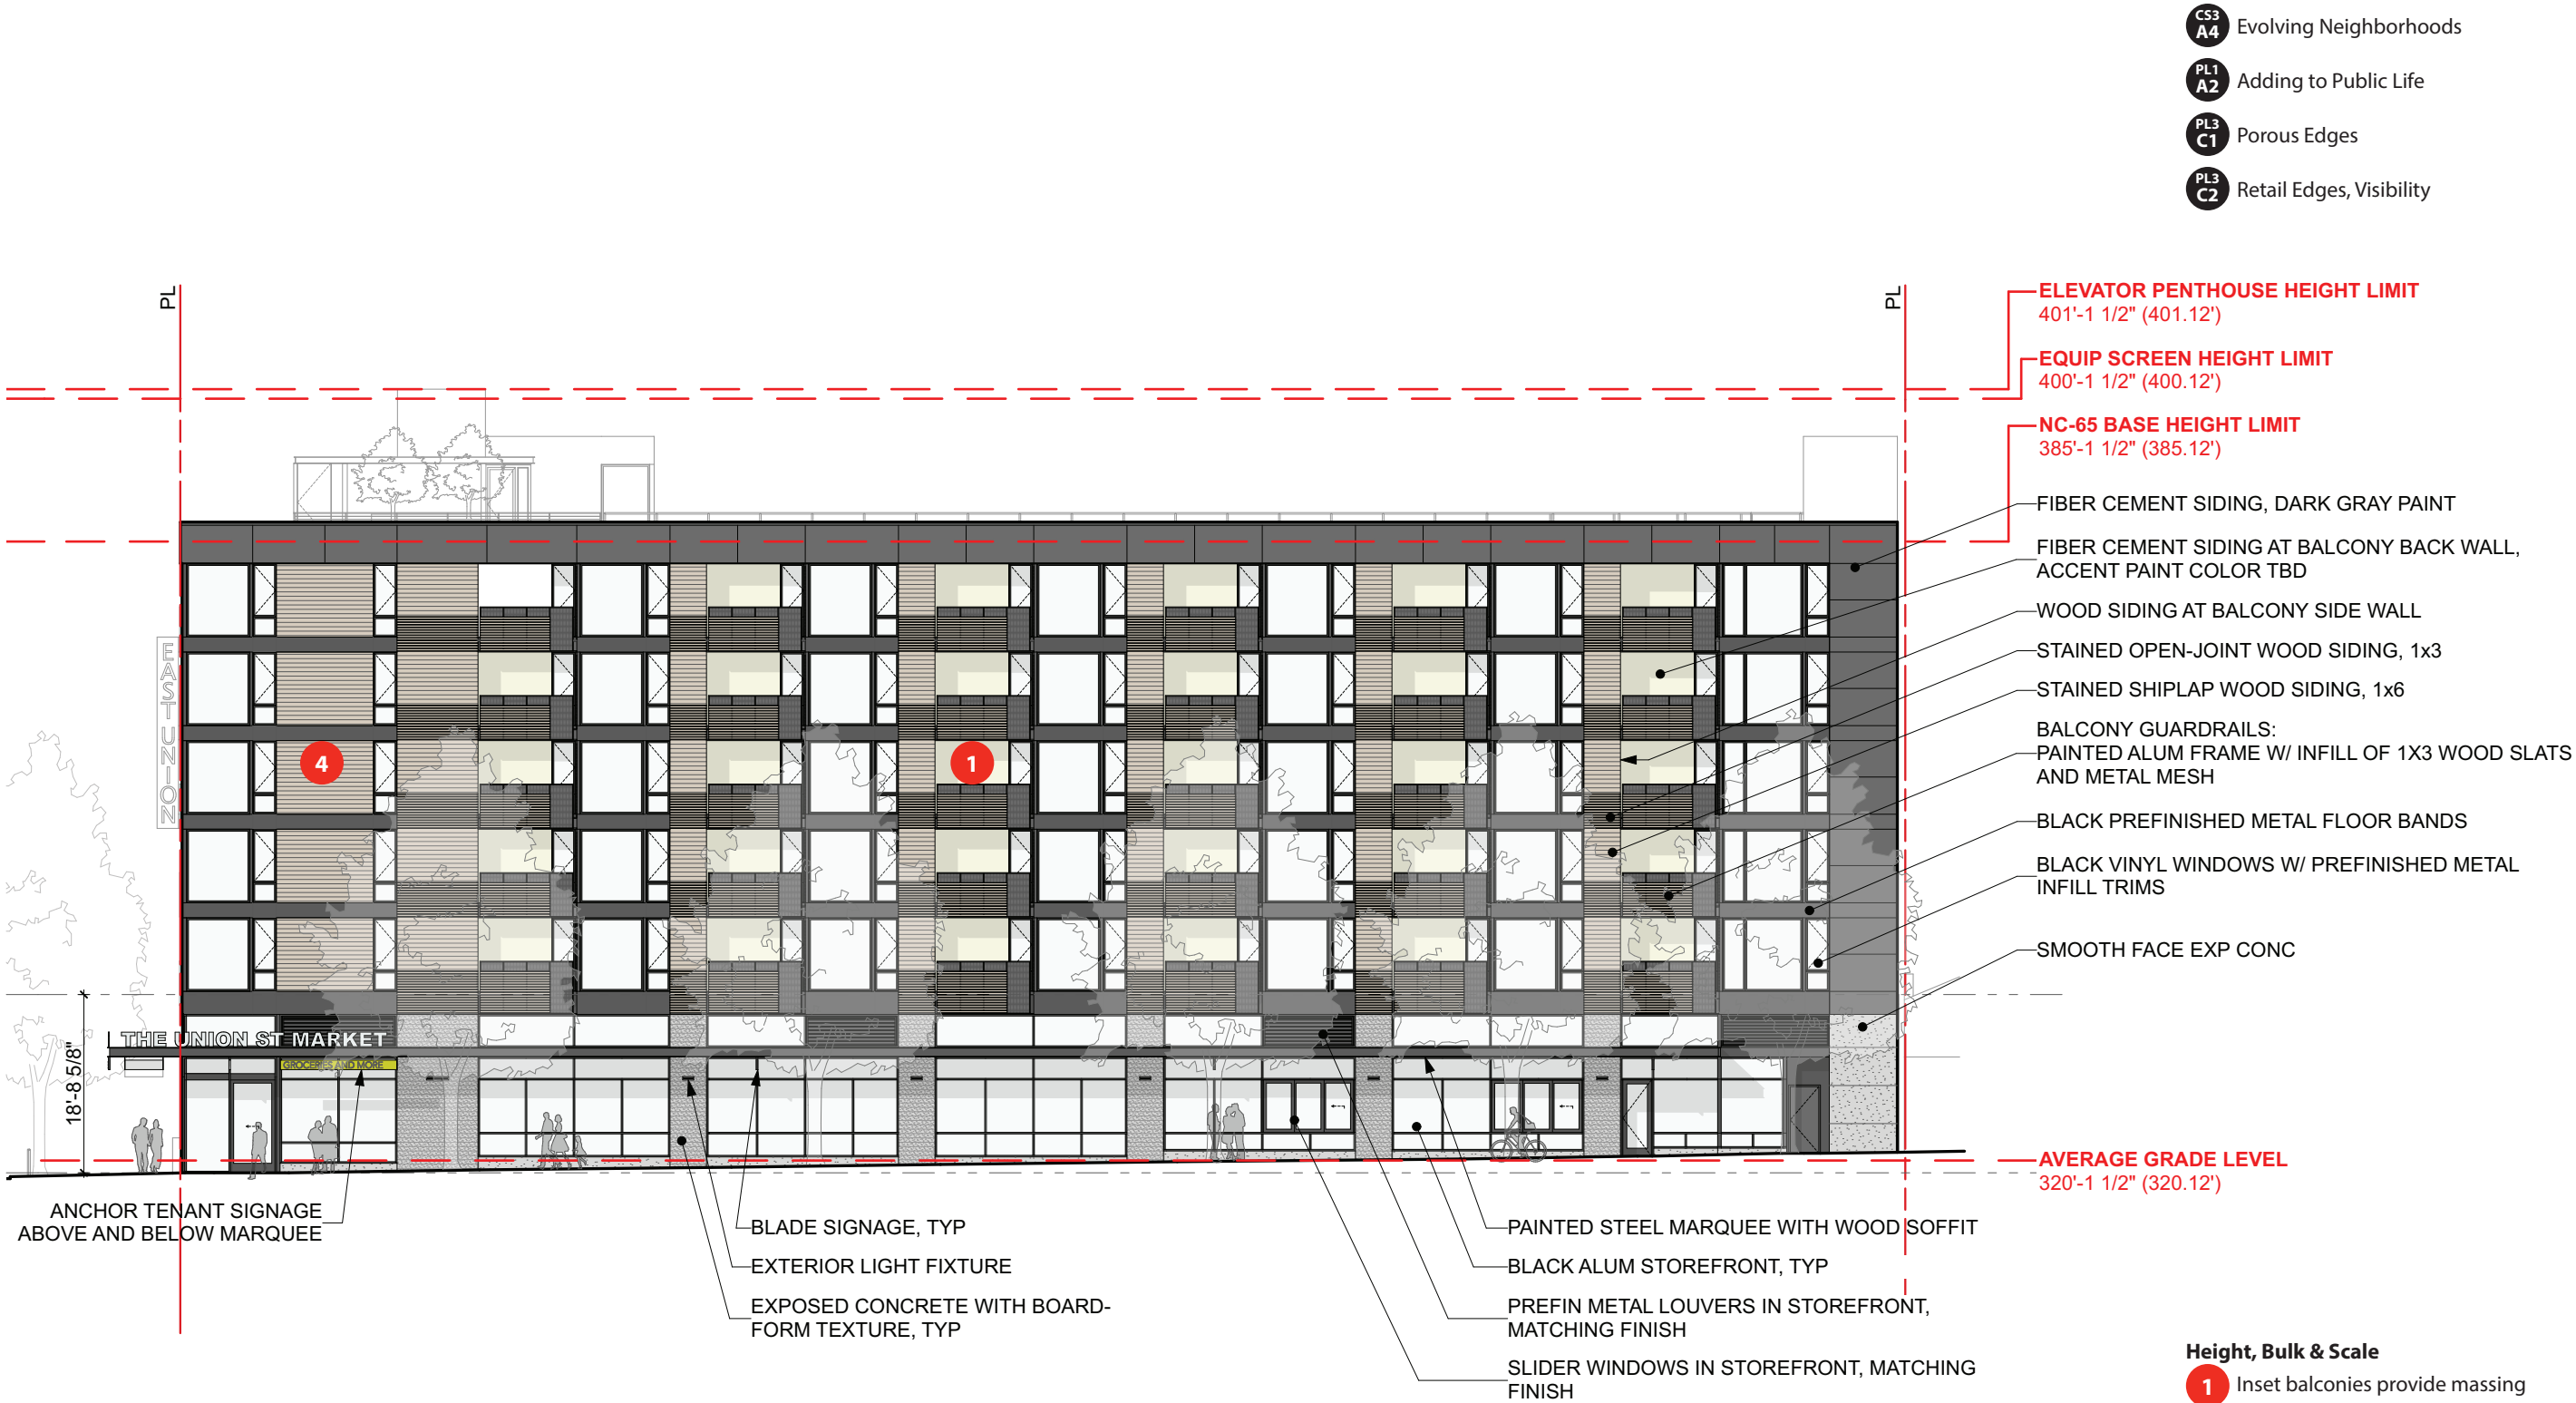 CS3
A4
Evolving Neighborhoods
PL1
A2
Adding to Public Life
PL3
C1
Porous Edges
PL3
C2
Retail Edges, Visibility
PL
PL
ELEVATOR PENTHOUSE HEIGHT LIMIT
401'-1 1/2" (401.12')
EQUIP SCREEN HEIGHT LIMIT
400'-1 1/2" (400.12')
NC-65 BASE HEIGHT LIMIT
385'-1 1/2" (385.12')
FIBER CEMENT SIDING, DARK GRAY PAINT
FIBER CEMENT SIDING AT BALCONY BACK WALL,
ACCENT PAINT COLOR TBD
WOOD SIDING AT BALCONY SIDE WALL
STAINED OPEN-JOINT WOOD SIDING, 1x3
STAINED SHIPLAP WOOD SIDING, 1x6
BALCONY GUARDRAILS:
PAINTED ALUM FRAME W/ INFILL OF 1X3 WOOD SLATS
AND METAL MESH
BLACK PREFINISHED METAL FLOOR BANDS
BLACK VINYL WINDOWS W/ PREFINISHED METAL
INFILL TRIMS
SMOOTH FACE EXP CONC
EAST UNION
4
1
THE UNION ST MARKET
GROCERIES AND MORE
18'-8 5/8"
AVERAGE GRADE LEVEL
320'-1 1/2" (320.12')
ANCHOR TENANT SIGNAGE
ABOVE AND BELOW MARQUEE
BLADE SIGNAGE, TYP
EXTERIOR LIGHT FIXTURE
EXPOSED CONCRETE WITH BOARD-
FORM TEXTURE, TYP
PAINTED STEEL MARQUEE WITH WOOD SOFFIT
BLACK ALUM STOREFRONT, TYP
PREFIN METAL LOUVERS IN STOREFRONT,
MATCHING FINISH
SLIDER WINDOWS IN STOREFRONT, MATCHING
FINISH
Height, Bulk & Scale
1
Inset balconies provide massing